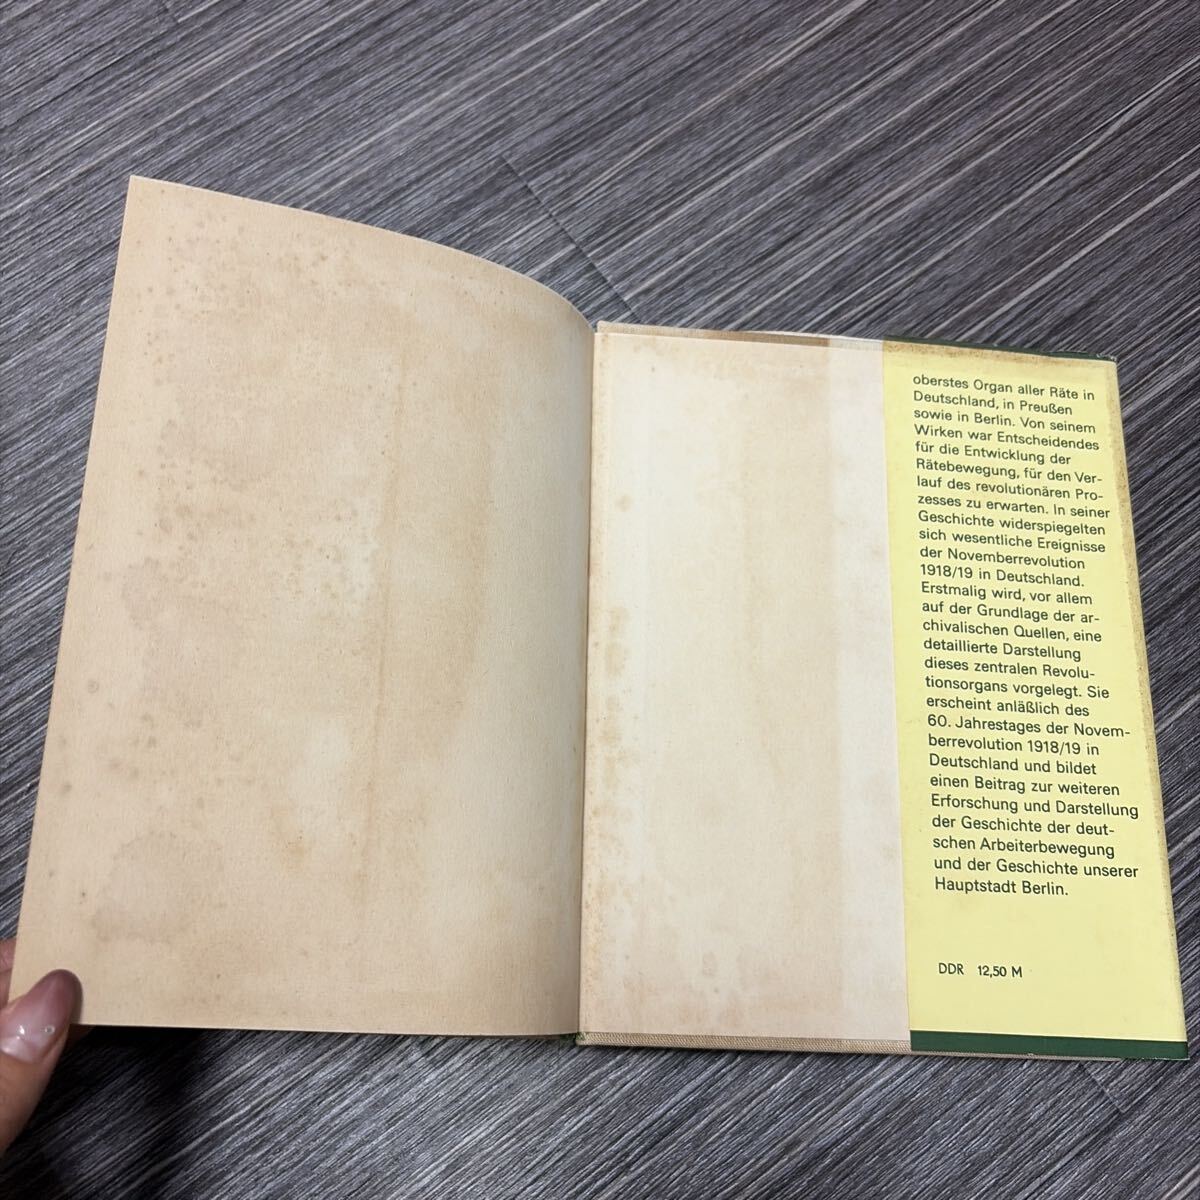 oberstes Organ aller Räte in
Deutschland, in Preußen
sowie in Berlin. Von seinem
Wirken war Entscheidendes
für die Entwicklung der
Rätebewegung, für den Ver-
lauf des revolutionären Pro-
zesses zu erwarten. In seiner
Geschichte widerspiegelten
sich wesentliche Ereignisse
der Novemberrevolution
1918/19 in Deutschland.
Erstmalig wird, vor allem
auf der Grundlage der ar-
chivalischen Quellen, eine
detaillierte Darstellung
dieses zentralen Revolu-
tionsorgans vorgelegt. Sie
erscheint anläßlich des
60. Jahrestages der Novem-
berrevolution 1918/19 in
Deutschland und bildet
einen Beitrag zur weiteren
Erforschung und Darstellung
der Geschichte der deut-
schen Arbeiterbewegung
und der Geschichte unserer
Hauptstadt Berlin.
DDR 12,50 M